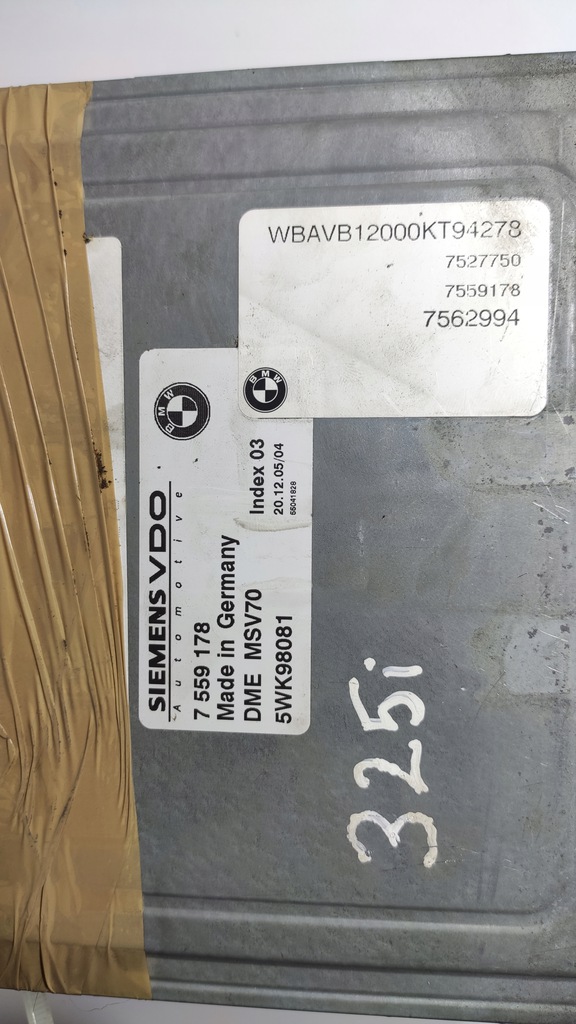 WBAVB12000KT94278
7527750
7559178
7562994
BMW
BMW
SIEMENS VDO
Automotive
7 559 178
Made in Germany
Index 03
DME MSV70
20.12.05/04
5WK98081
66041828
325i